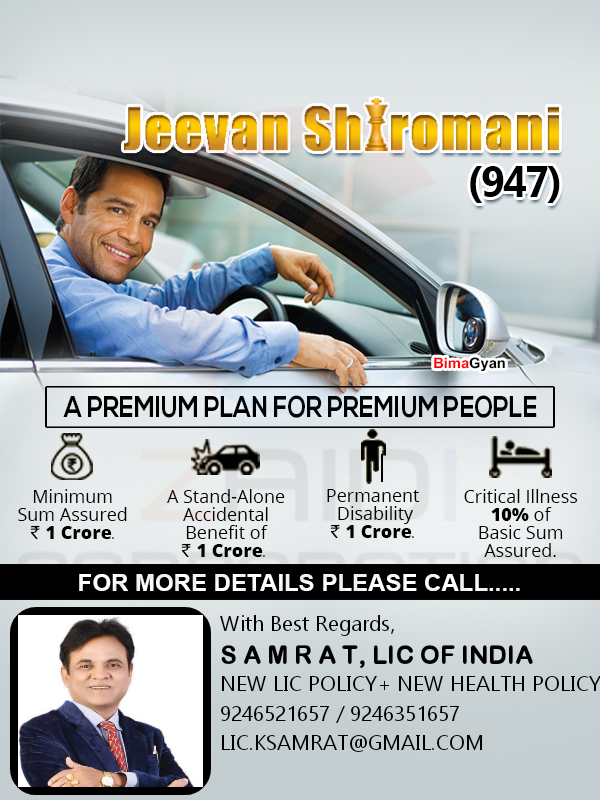 Jeevan Shiromani
(947)
BimaGyan
A PREMIUM PLAN FOR PREMIUM PEOPLE
Minimum
Sum Assured
₹ 1 Crore.
A Stand-Alone
Accidental
Benefit of
₹ 1 Crore.
Permanent
Disability
₹ 1 Crore.
Critical Illness
10% of
Basic Sum
Assured.
ZAIDI
CORPORATION
FOR MORE DETAILS PLEASE CALL.....
With Best Regards,
S A M R A T, LIC OF INDIA
NEW LIC POLICY+ NEW HEALTH POLICY
9246521657 / 9246351657
LIC.KSAMRAT@GMAIL.COM